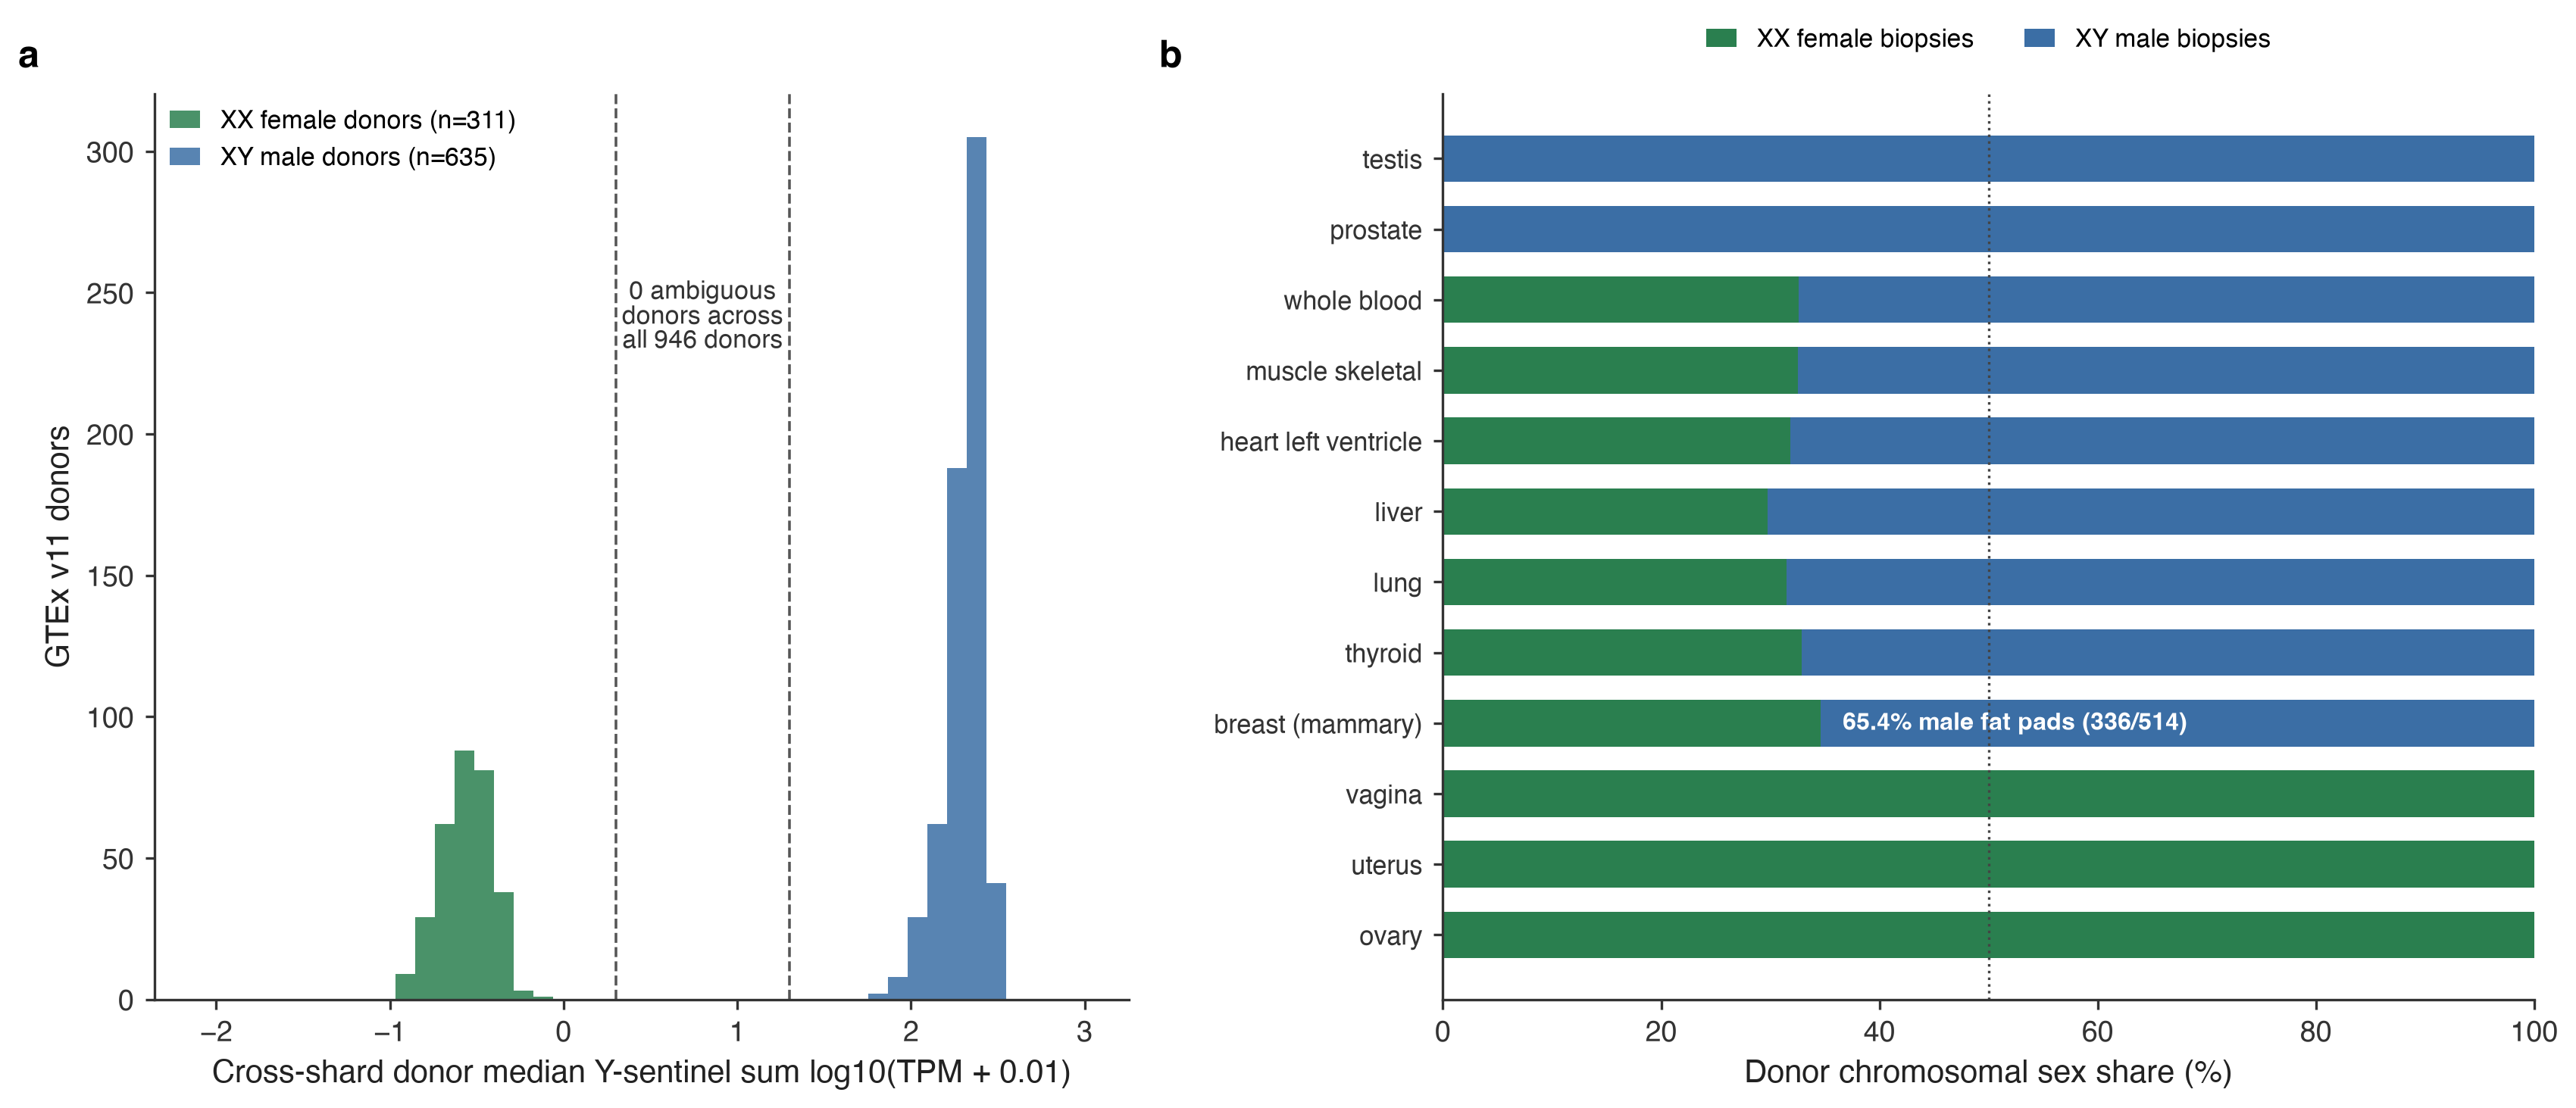 a
XX female donors (n=311)
XY male donors (n=635)
0 ambiguous
donors across
all 946 donors
GTEx v11 donors
300
250
200
150
100
50
0
−2
−1
0
1
2
3
Cross-shard donor median Y-sentinel sum log10(TPM + 0.01)
b
XX female biopsies
XY male biopsies
testis
prostate
whole blood
muscle skeletal
heart left ventricle
liver
lung
thyroid
breast (mammary)
65.4% male fat pads (336/514)
vagina
uterus
ovary
0
20
40
60
80
100
Donor chromosomal sex share (%)